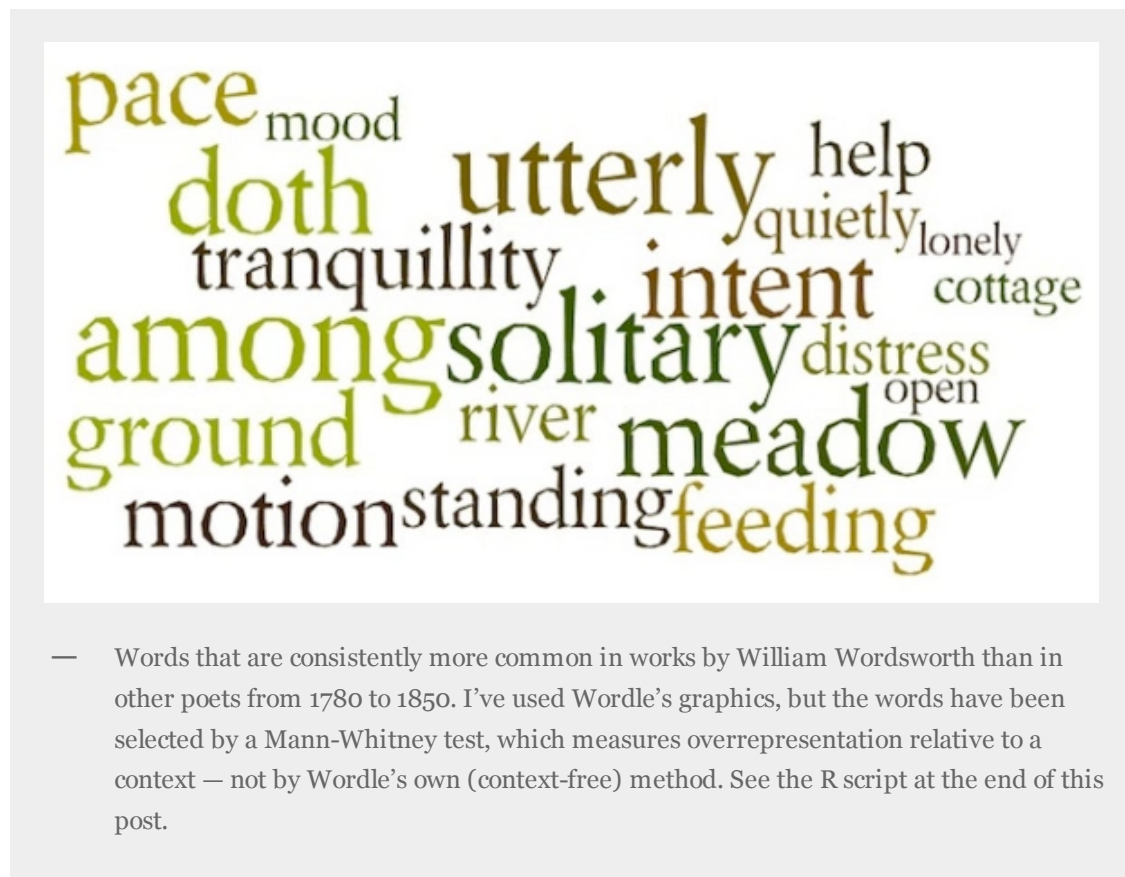 pace
mood
utterly
help
doth
quietly
lonely
tranquillity
intent
cottage
among
solitary
distress
open
ground
river
meadow
motion
standing
feeding
— Words that are consistently more common in works by William Wordsworth than in
other poets from 1780 to 1850. I’ve used Wordle’s graphics, but the words have been
selected by a Mann-Whitney test, which measures overrepresentation relative to a
context — not by Wordle’s own (context-free) method. See the R script at the end of this
post.